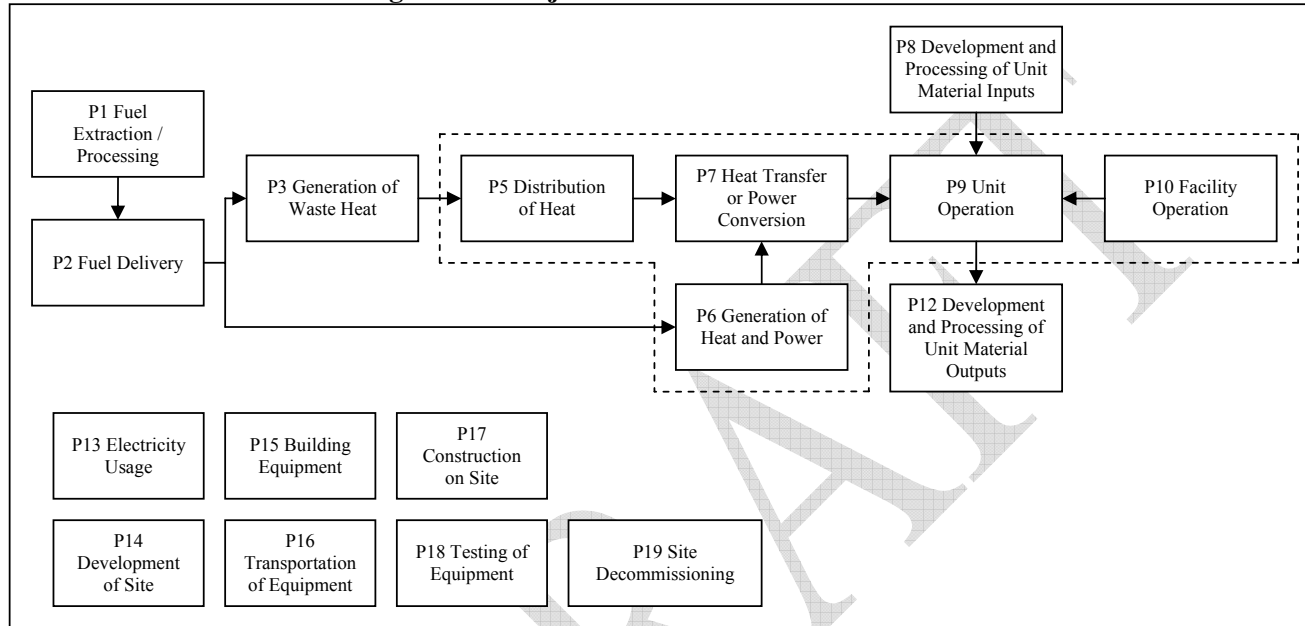 P8 Development and
Processing of Unit
Material Inputs
P1 Fuel
Extraction /
Processing
P3 Generation of
Waste Heat
P5 Distribution
of Heat
P7 Heat Transfer
or Power
Conversion
P9 Unit
Operation
P10 Facility
Operation
P2 Fuel Delivery
P6 Generation of
Heat and Power
P12 Development
and Processing of
Unit Material
Outputs
P13 Electricity
Usage
P15 Building
Equipment
P17
Construction
on Site
P14
Development
of Site
P16
Transportation
of Equipment
P18 Testing of
Equipment
P19 Site
Decommissioning